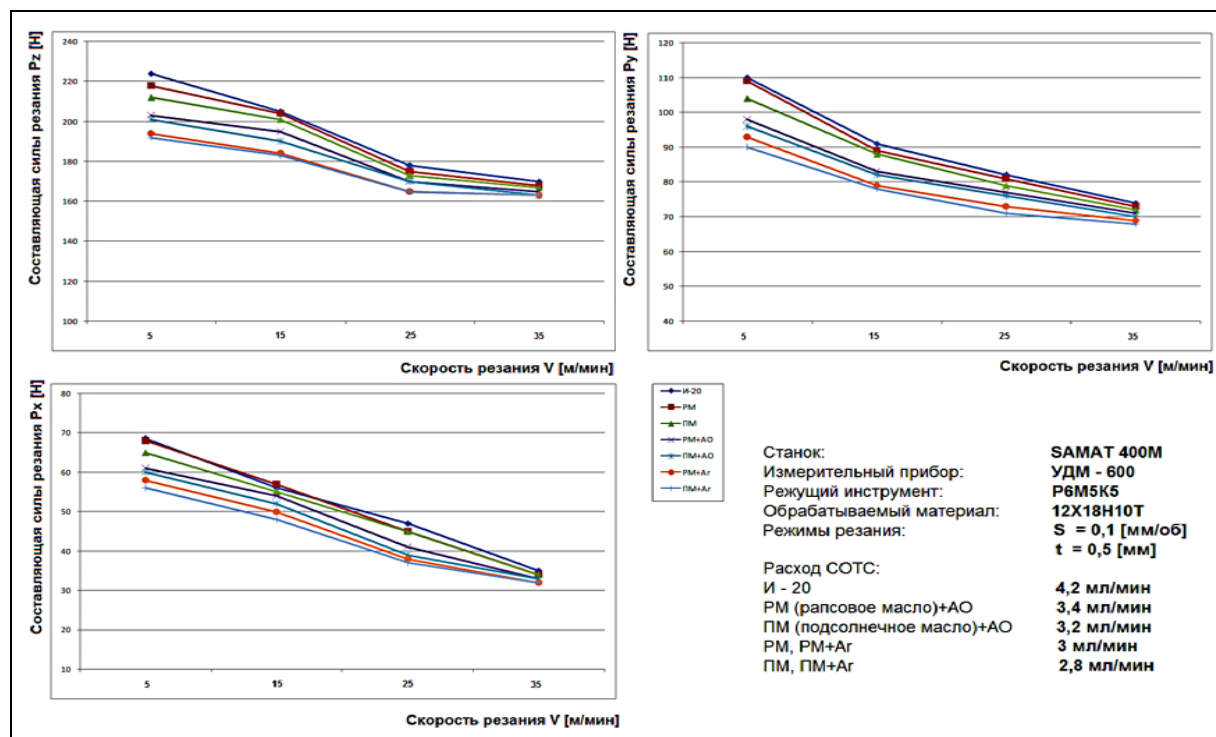 Составляющая силы резания Pz [Н]
240
220
200
180
160
140
120
100
5 15 25 35
Скорость резания V [м/мин]
Составляющая силы резания Py [Н]
120
110
100
90
80
70
60
50
40
5 15 25 35
Скорость резания V [м/мин]
Составляющая силы резания Px [Н]
80
70
60
50
40
30
20
10
5 15 25 35
Скорость резания V [м/мин]
И-20
РМ
ПМ
РМ+АО
ПМ+АО
РМ+Ar
ПМ+Ar
Станок: SAMAT 400М
Измерительный прибор: УДМ - 600
Режущий инструмент: Р6М5К5
Обрабатываемый материал: 12Х18Н10Т
Режимы резания: S = 0,1 [мм/об]
t = 0,5 [мм]
Расход СОТС:
И - 20 4,2 мл/мин
РМ (рапсовое масло)+АО 3,4 мл/мин
ПМ (подсолнечное масло)+АО 3,2 мл/мин
РМ, РМ+Ar 3 мл/мин
ПМ, ПМ+Ar 2,8 мл/мин